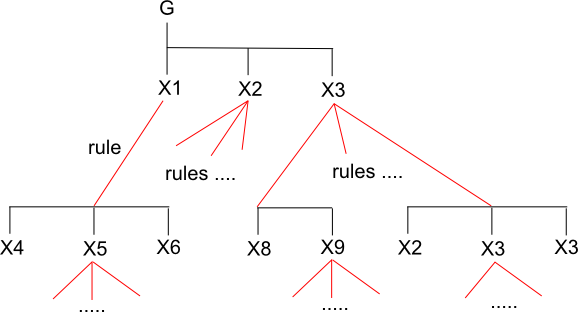 G
X1 X2 X3
rule
rules .... rules ....
X4 X5 X6 X8 X9 X2 X3 X3
..... ..... .....